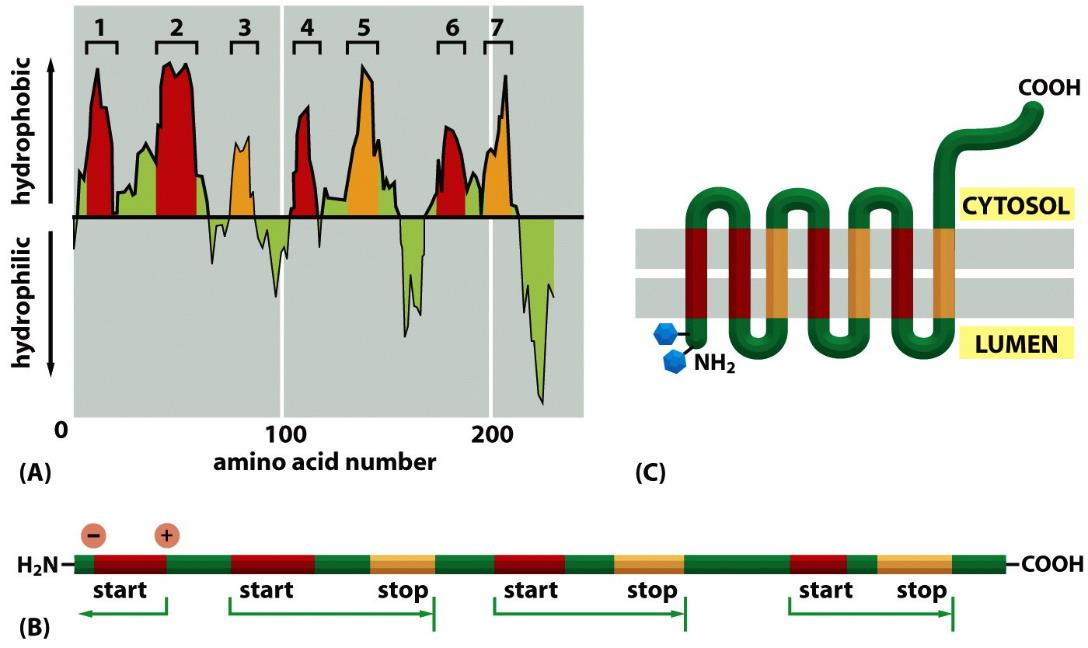 1 2 3 4 5 6 7
hydrophobic
hydrophilic
0 100 200
amino acid number
(A)
COOH
CYTOSOL
LUMEN
NH₂
(C)
− +
H₂N COOH
start start stop start stop start stop
(B)